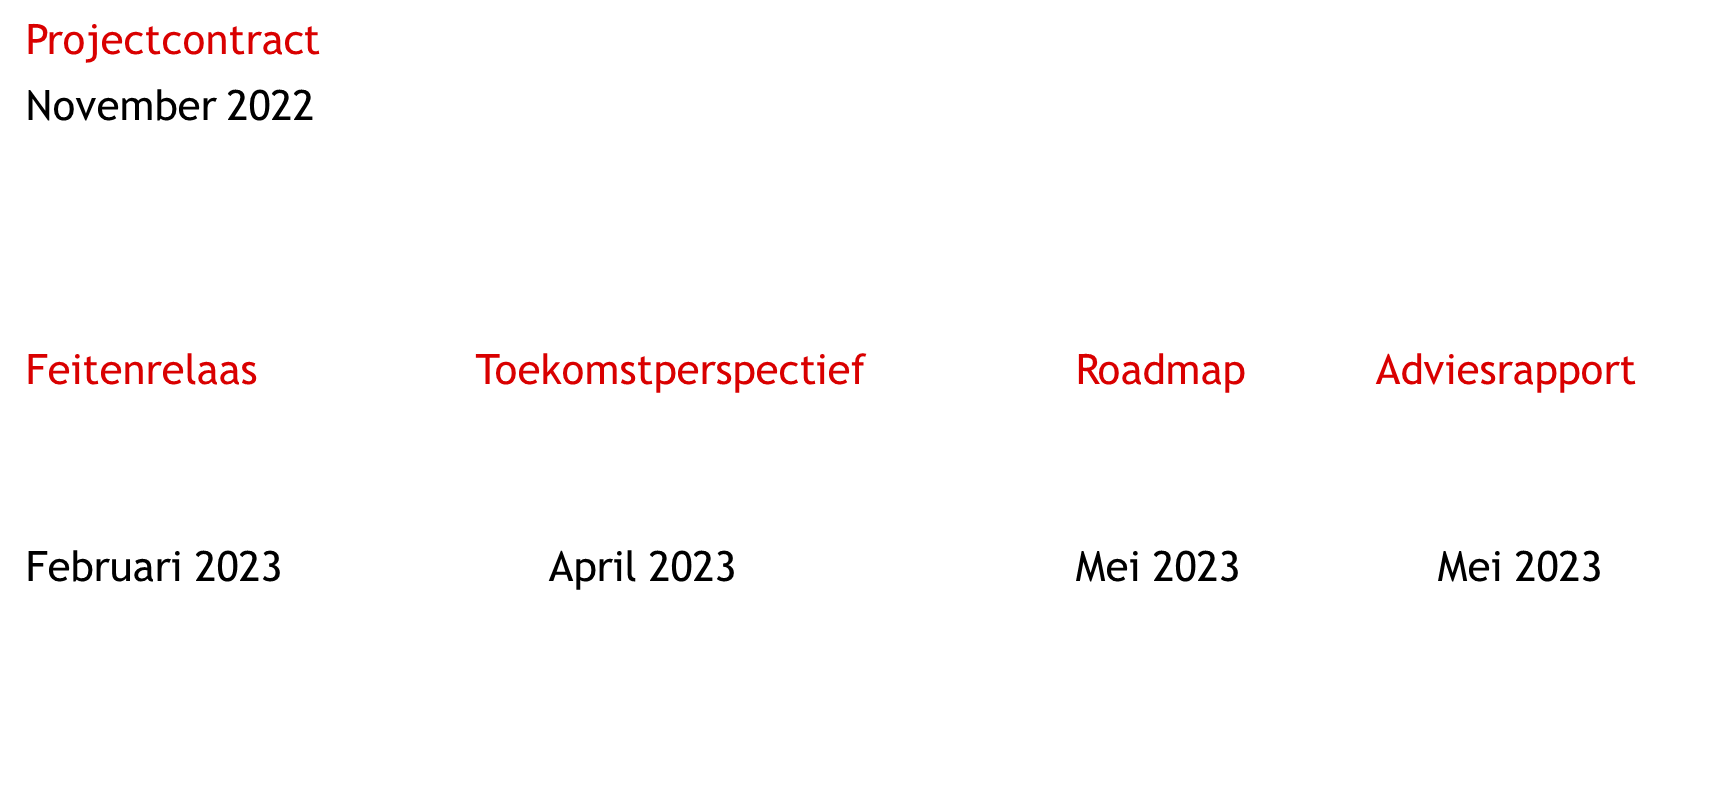 Projectcontract
November 2022
Feitenrelaas Toekomstperspectief Roadmap Adviesrapport
Februari 2023 April 2023 Mei 2023 Mei 2023